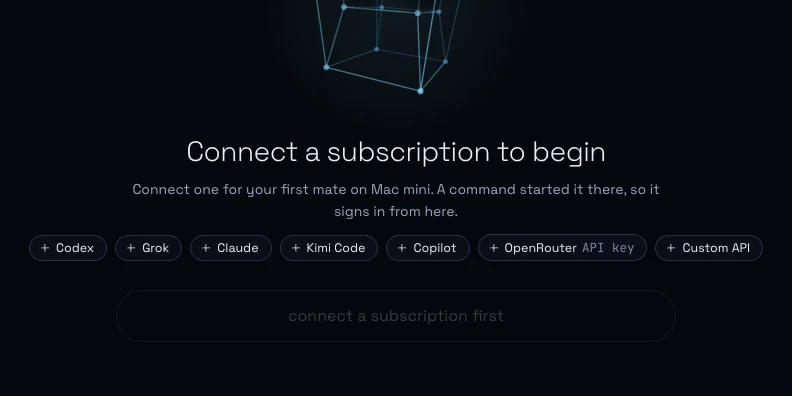 Connect a subscription to begin
Connect one for your first mate on Mac mini. A command started it there, so it
signs in from here.
+ Codex + Grok + Claude + Kimi Code + Copilot + OpenRouter API key + Custom API
connect a subscription first